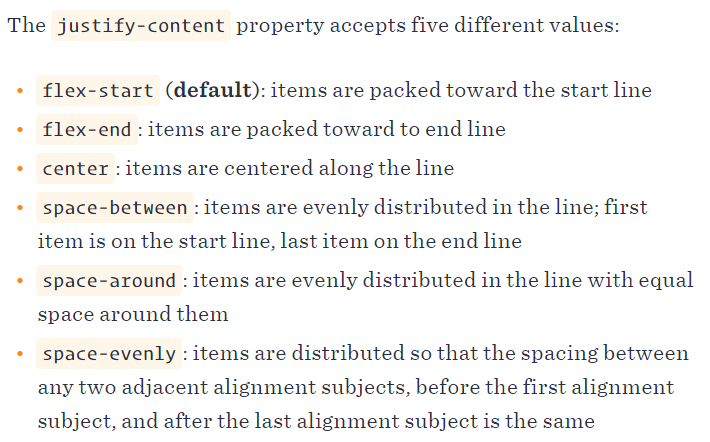 The justify-content property accepts five different values:
• flex-start (default): items are packed toward the start line
• flex-end : items are packed toward to end line
• center : items are centered along the line
• space-between : items are evenly distributed in the line; first
item is on the start line, last item on the end line
• space-around : items are evenly distributed in the line with equal
space around them
• space-evenly : items are distributed so that the spacing between
any two adjacent alignment subjects, before the first alignment
subject, and after the last alignment subject is the same